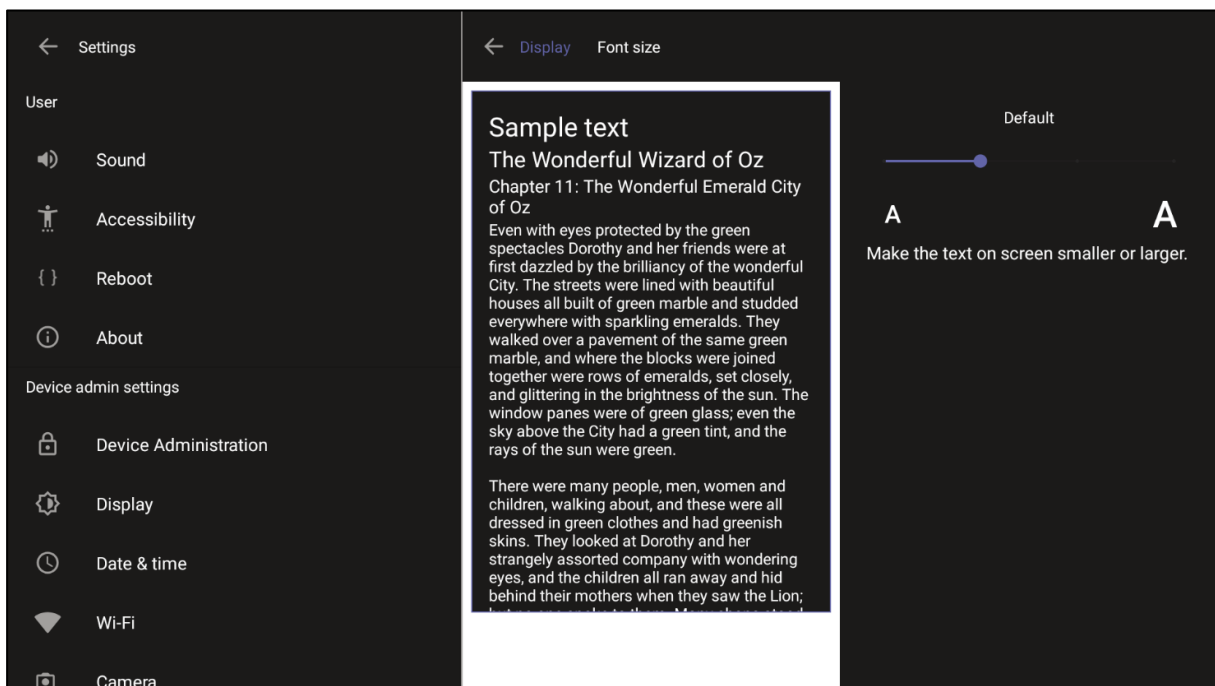 Settings
User
Sound
Accessibility
Reboot
About
Device admin settings
Device Administration
Display
Date & time
Wi-Fi
Camera
Display Font size
Sample text
The Wonderful Wizard of Oz
Chapter 11: The Wonderful Emerald City
of Oz
Even with eyes protected by the green
spectacles Dorothy and her friends were at
first dazzled by the brilliancy of the wonderful
City. The streets were lined with beautiful
houses all built of green marble and studded
everywhere with sparkling emeralds. They
walked over a pavement of the same green
marble, and where the blocks were joined
together were rows of emeralds, set closely,
and glittering in the brightness of the sun. The
window panes were of green glass; even the
sky above the City had a green tint, and the
rays of the sun were green.
There were many people, men, women and
children, walking about, and these were all
dressed in green clothes and had greenish
skins. They looked at Dorothy and her
strangely assorted company with wondering
eyes, and the children all ran away and hid
behind their mothers when they saw the Lion;
Default
A A
Make the text on screen smaller or larger.